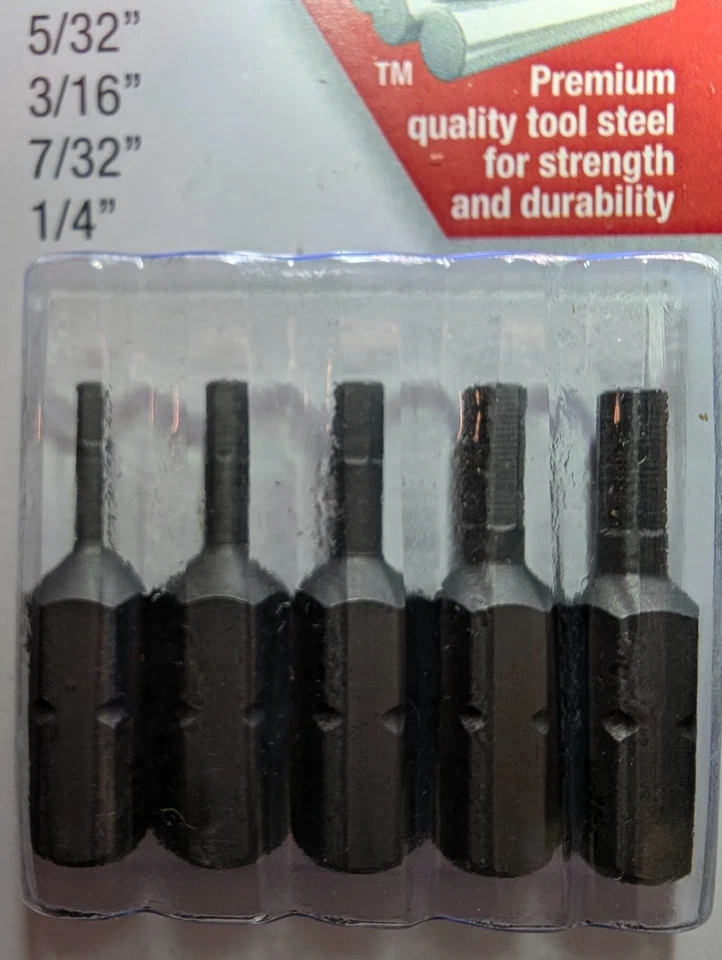 5/32”
3/16”
7/32”
1/4”
TM
Premium
quality tool steel
for strength
and durability